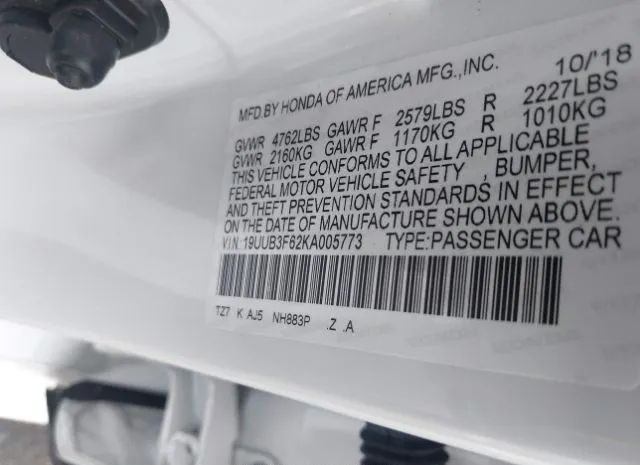 MFD.BY HONDA OF AMERICA MFG.,INC. 10/'18
GVWR 4762LBS GAWR F 2579LBS R 2227LBS
GVWR 2160KG GAWR F 1170KG R 1010KG
THIS VEHICLE CONFORMS TO ALL APPLICABLE
FEDERAL MOTOR VEHICLE SAFETY , BUMPER,
AND THEFT PREVENTION STANDARDS IN EFFECT
ON THE DATE OF MANUFACTURE SHOWN ABOVE.
V.I.N:19UUB3F62KA005773 TYPE:PASSENGER CAR
TZ7 K AJ5 NH883P .Z .A